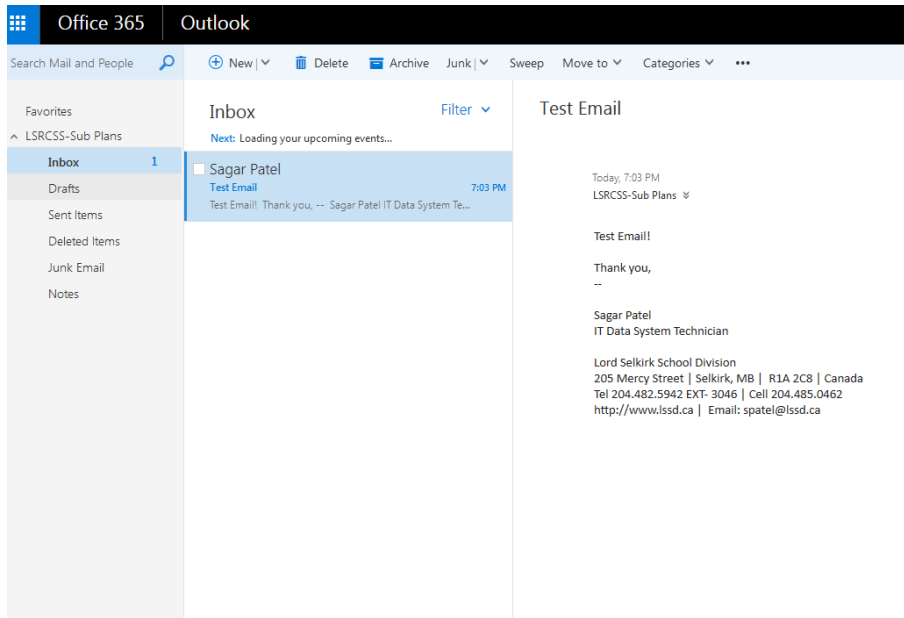 Office 365 Outlook
Search Mail and People
New Delete Archive Junk Sweep Move to Categories •••
Favorites
LSRCSS-Sub Plans
Inbox 1
Drafts
Sent Items
Deleted Items
Junk Email
Notes
Inbox Filter
Next: Loading your upcoming events...
Sagar Patel
Test Email 7:03 PM
Test Email! Thank you, -- Sagar Patel IT Data System Te...
Test Email
Today, 7:03 PM
LSRCSS-Sub Plans
Test Email!
Thank you,
--
Sagar Patel
IT Data System Technician
Lord Selkirk School Division
205 Mercy Street | Selkirk, MB | R1A 2C8 | Canada
Tel 204.482.5942 EXT- 3046 | Cell 204.485.0462
http://www.lssd.ca | Email: spatel@lssd.ca